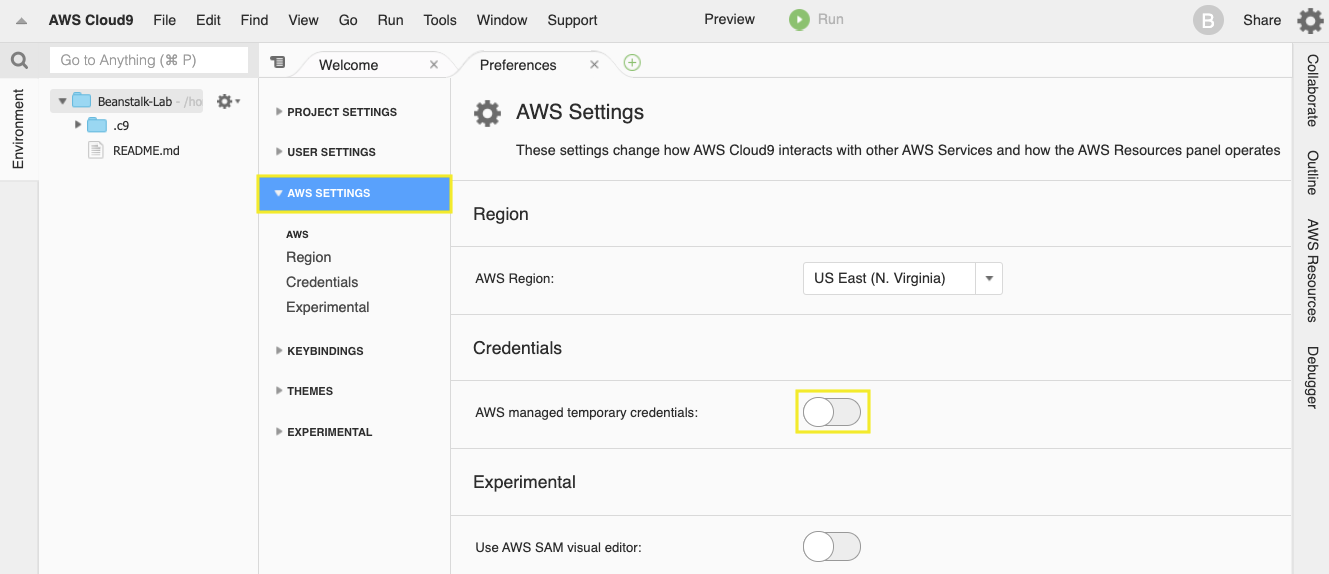 AWS Cloud9 File Edit Find View Go Run Tools Window Support Preview Run B Share
Go to Anything (⌘ P)
Welcome
Preferences
Environment
Beanstalk-Lab - /ho
.c9
README.md
PROJECT SETTINGS
USER SETTINGS
AWS SETTINGS
AWS
Region
Credentials
Experimental
KEYBINDINGS
THEMES
EXPERIMENTAL
AWS Settings
These settings change how AWS Cloud9 interacts with other AWS Services and how the AWS Resources panel operates
Region
AWS Region: US East (N. Virginia)
Credentials
AWS managed temporary credentials:
Experimental
Use AWS SAM visual editor:
Collaborate
Outline
AWS Resources
Debugger